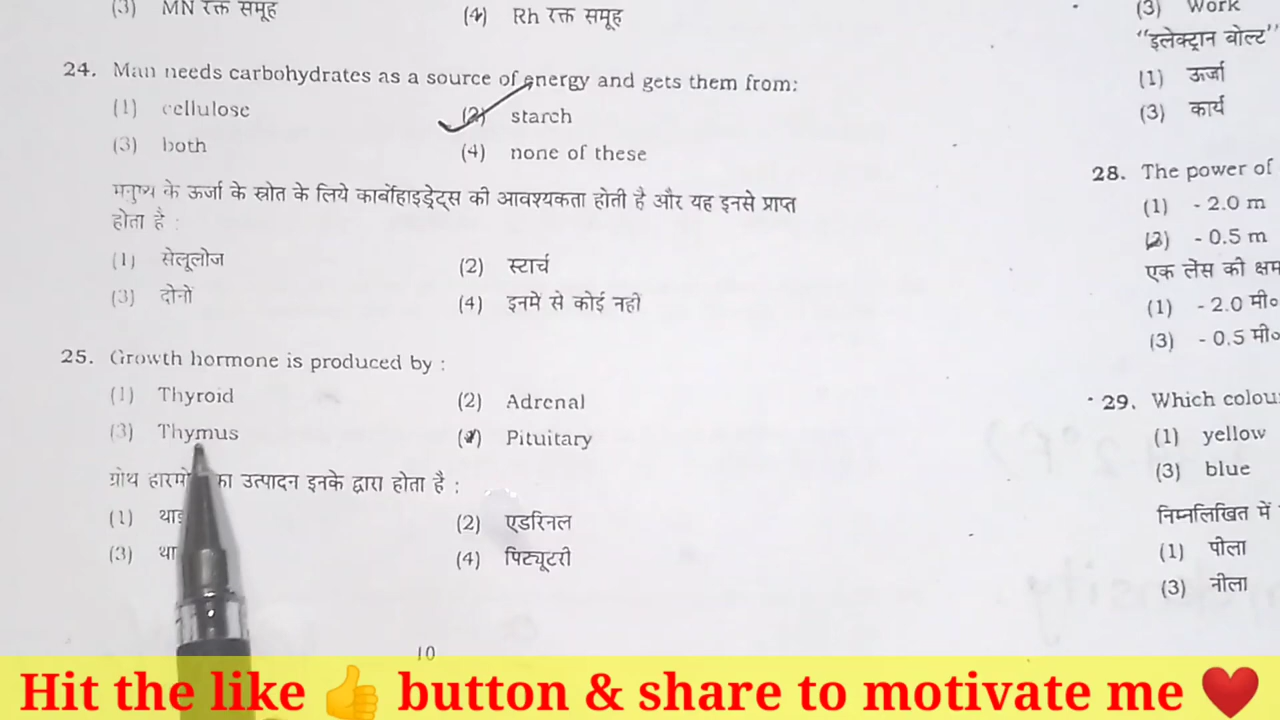 (3) MN रक्त समूह (4) Rh रक्त समूह
24. Man needs carbohydrates as a source of energy and gets them from:
(1) cellulose (2) starch
(3) both (4) none of these
मनुष्य के ऊर्जा के स्रोत के लिये कार्बोहाइड्रेट्स की आवश्यकता होती है और यह इनसे प्राप्त
होता है :
(1) सेलूलोज (2) स्टार्च
(3) दोनों (4) इनमें से कोई नहीं
25. Growth hormone is produced by :
(1) Thyroid (2) Adrenal
(3) Thymus (4) Pituitary
ग्रोथ का उत्पादन इनके द्वारा होता है :
(1) (2) एडरिनल
(3) (4) पिट्यूटरी
10
(3) Work
"इलेक्ट्रान वोल्ट"
(1) ऊर्जा
(3) कार्य
28. The power of
(1) - 2.0 m
(2) - 0.5 m
एक लेंस की
(1) - 2.0 मी०
(3) - 0.5 मी०
29. Which
(1) yellow
(3) blue
निम्नलिखित में
(1) पीला
(3) नीला
Hit the like 👍 button & share to motivate me ❤️